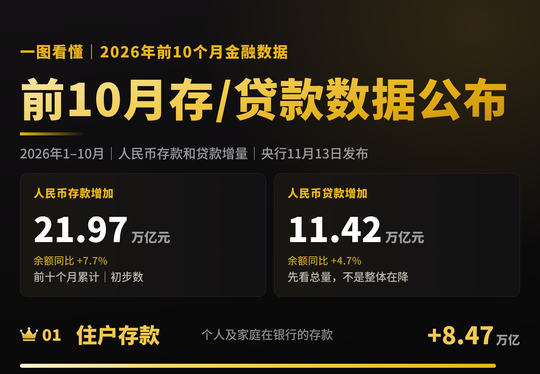 一图看懂｜2026年前10个月金融数据
前10月存/贷款数据公布
2026年1–10月｜人民币存款和贷款增量｜央行11月13日发布
人民币存款增加
21.97 万亿元
余额同比 +7.7%
前十个月累计｜初步数
人民币贷款增加
11.42 万亿元
余额同比 +4.7%
先看总量，不是整体在降
01 住户存款 个人及家庭在银行的存款 +8.47万亿